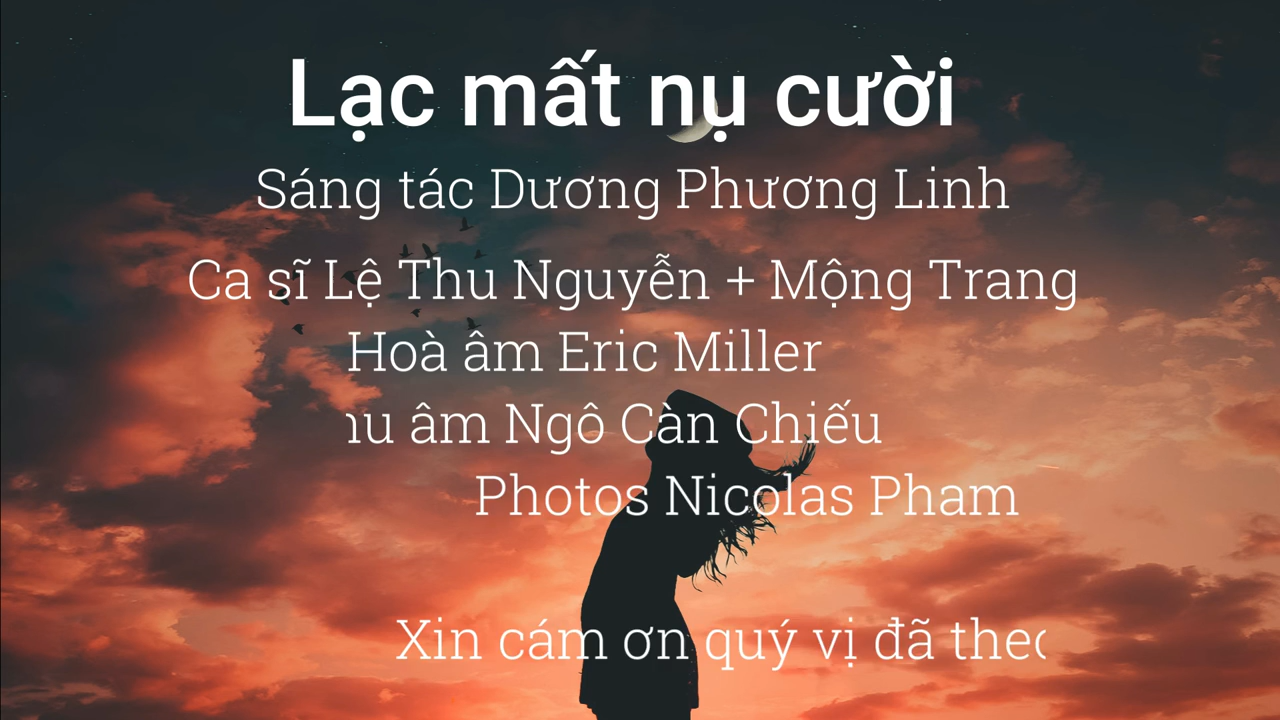 Lạc mất nụ cười
Sáng tác Dương Phương Linh
Ca sĩ Lệ Thu Nguyễn + Mộng Trang
Hoà âm Eric Miller
âm Ngô Càn Chiếu
Photos Nicolas Pham
Xin cám ơn quý vị đã